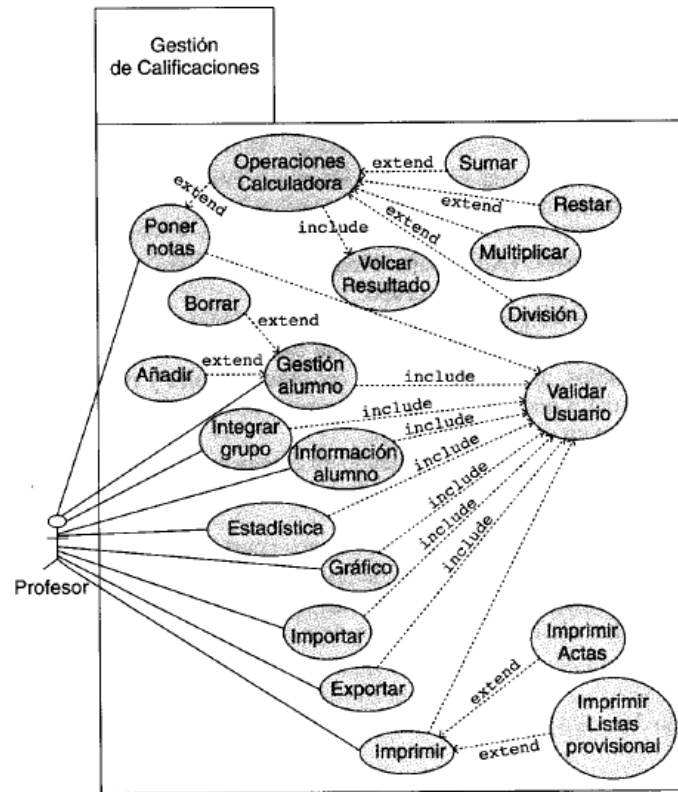 Gestión
de Calificaciones
Operaciones
Calculadora
extend
Sumar
extend
extend
Restar
Poner
notas
include
extend
Multiplicar
Volcar
Resultado
Borrar
División
extend
Añadir
extend
Gestión
alumno
include
Validar
Usuario
Integrar
grupo
include
include
Información
alumno
include
Estadística
include
Gráfico
include
include
Profesor
Importar
Imprimir
Actas
Exportar
extend
Imprimir
Listas
provisional
Imprimir
extend